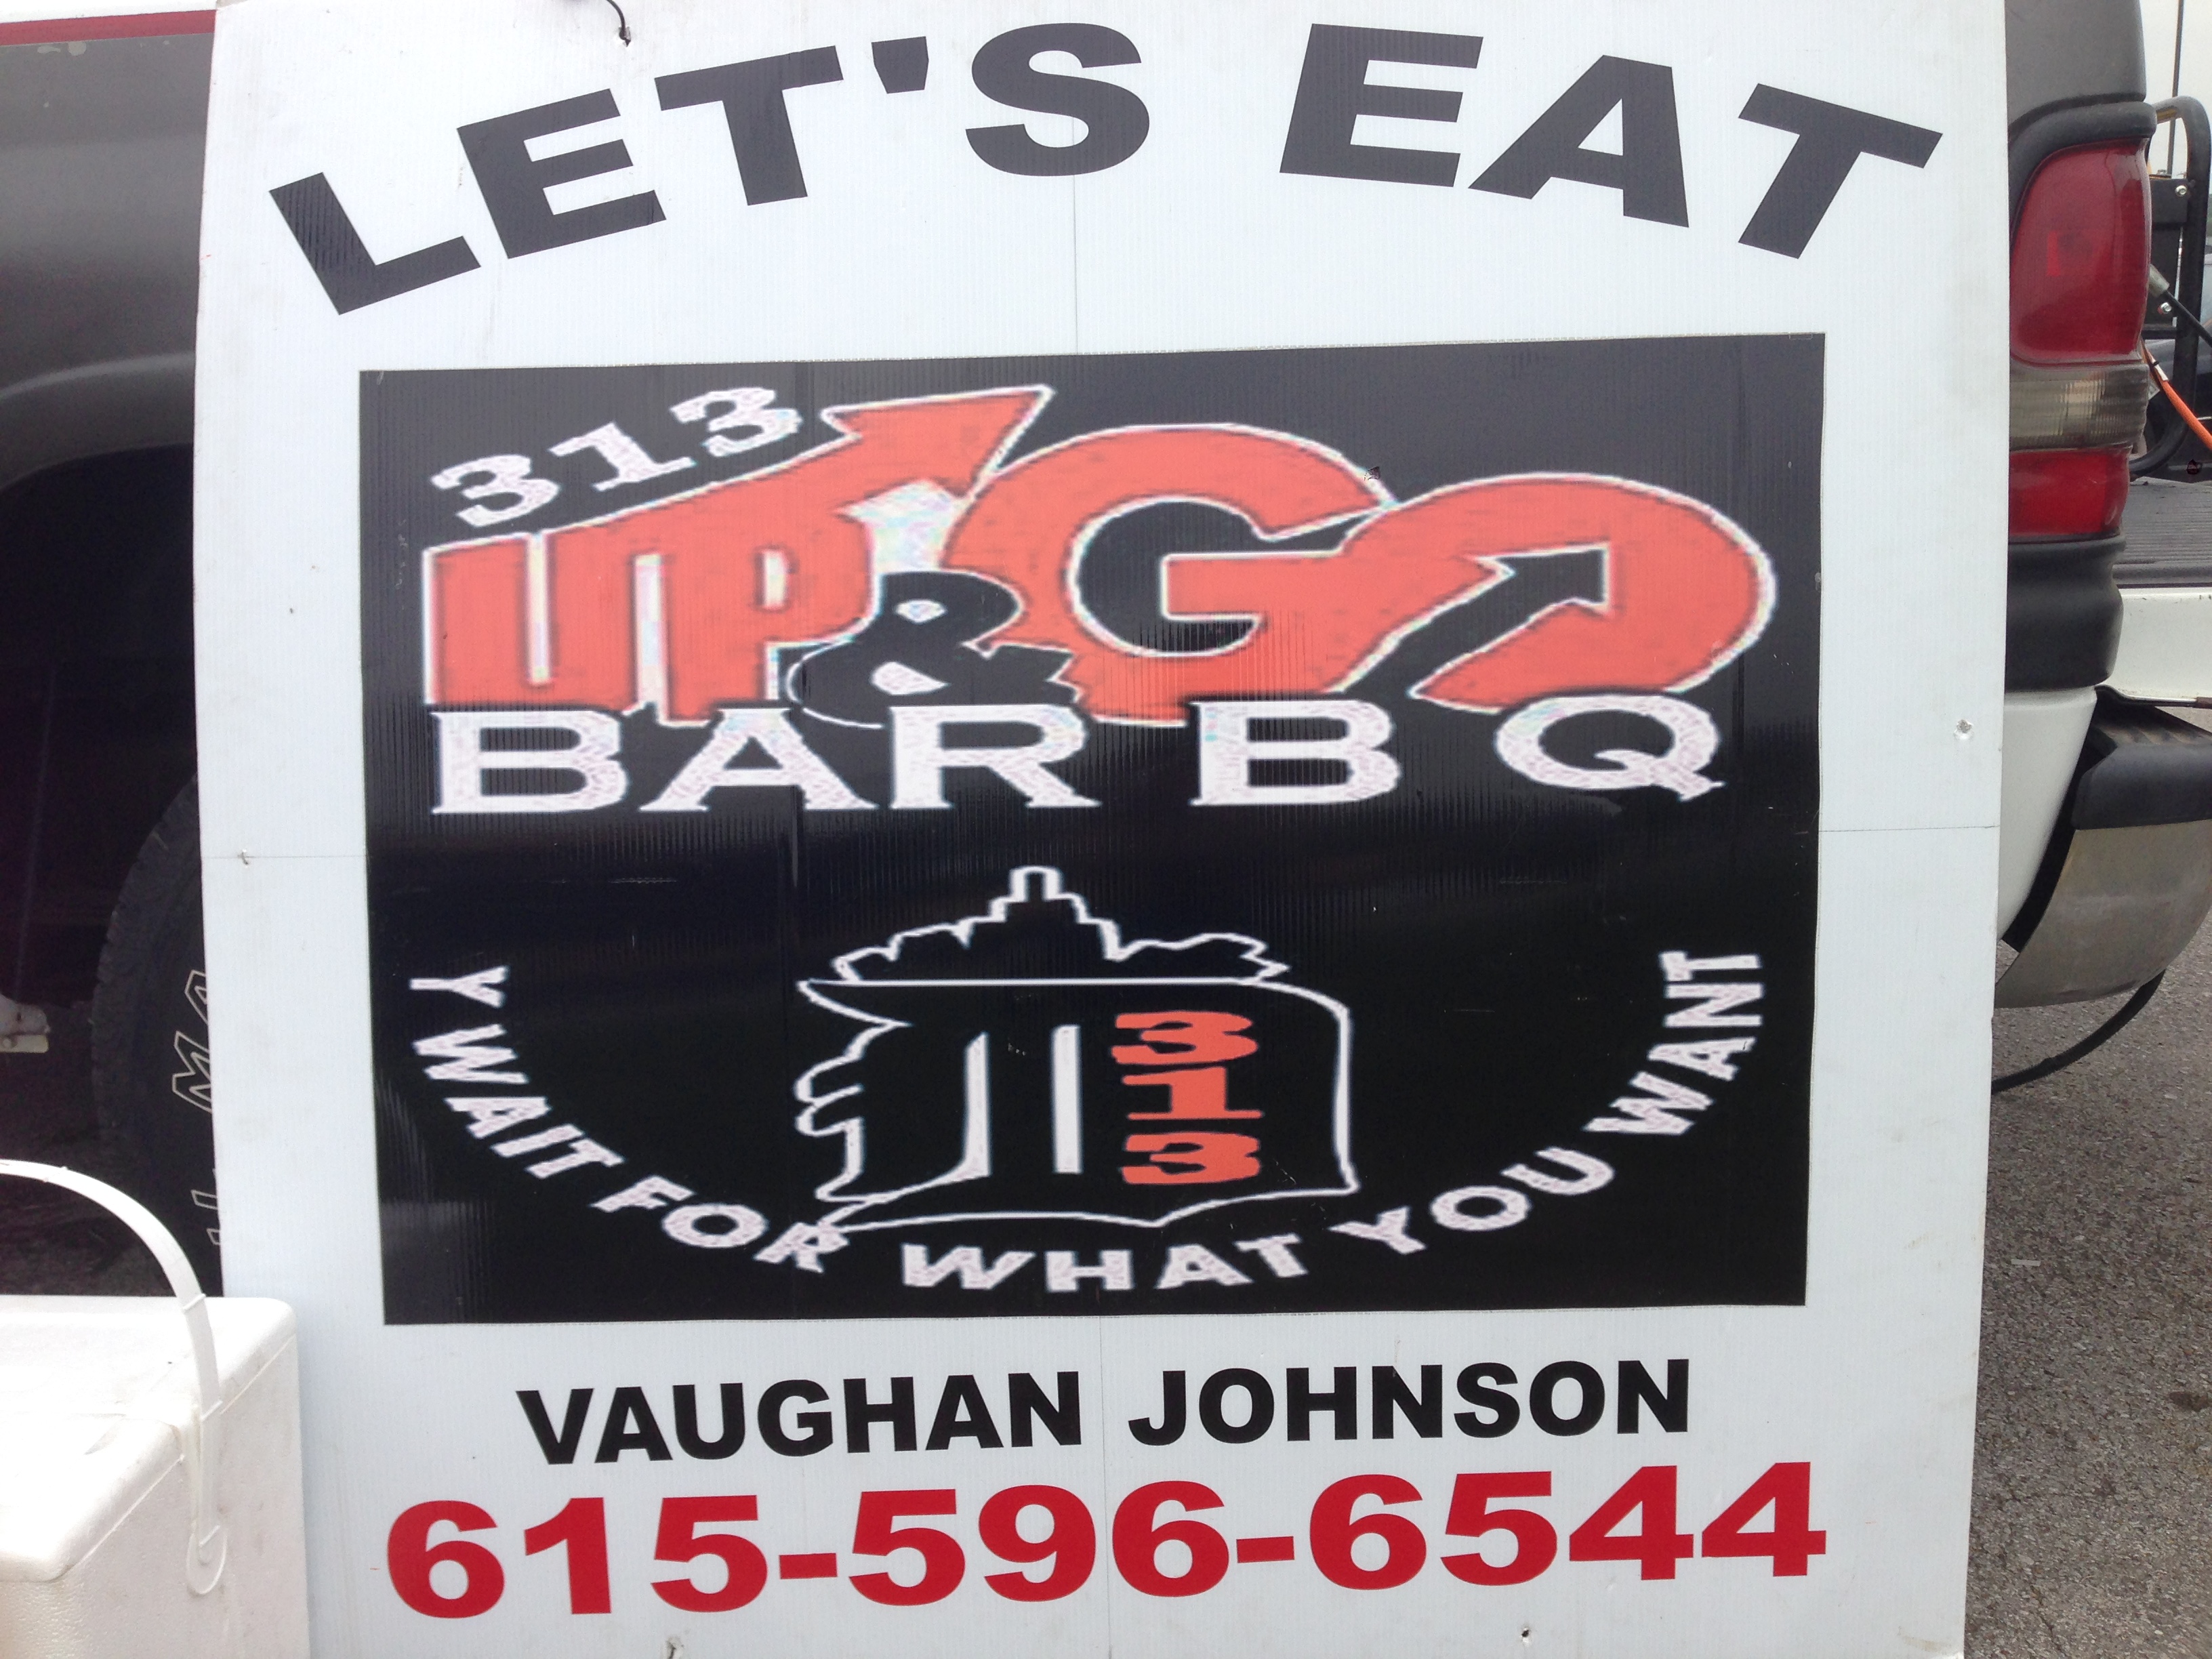 LET'S EAT
313
UP & GO
BAR B Q
313
Y WAIT FOR WHAT YOU WANT
VAUGHAN JOHNSON
615-596-6544